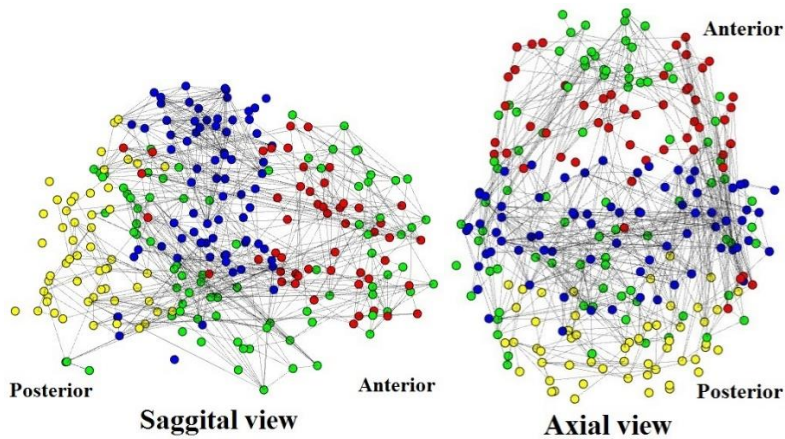 Anterior
Posterior
Anterior
Posterior
Saggital view
Axial view